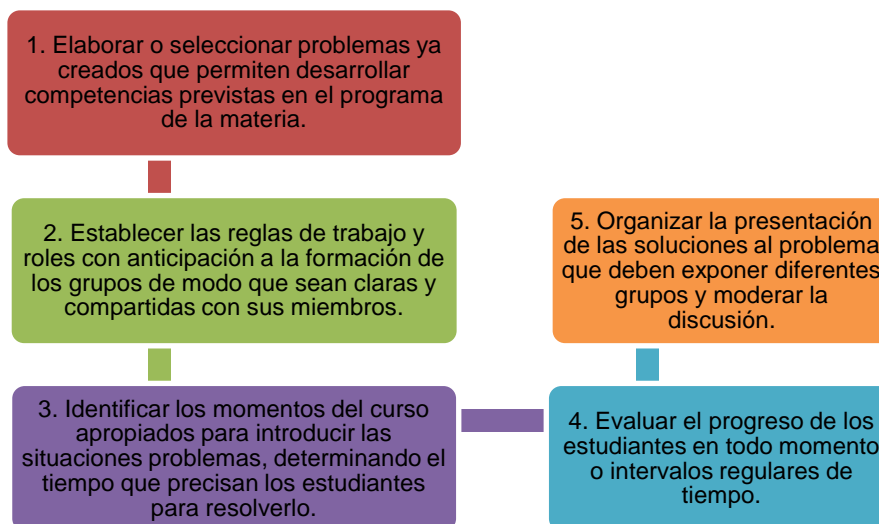 1. Elaborar o seleccionar problemas ya
creados que permiten desarrollar
competencias previstas en el programa
de la materia.
2. Establecer las reglas de trabajo y
roles con anticipación a la formación de
los grupos de modo que sean claras y
compartidas con sus miembros.
3. Identificar los momentos del curso
apropiados para introducir las
situaciones problemas, determinando el
tiempo que precisan los estudiantes
para resolverlo.
4. Evaluar el progreso de los
estudiantes en todo momento
o intervalos regulares de
tiempo.
5. Organizar la presentación
de las soluciones al problema
que deben exponer diferentes
grupos y moderar la
discusión.